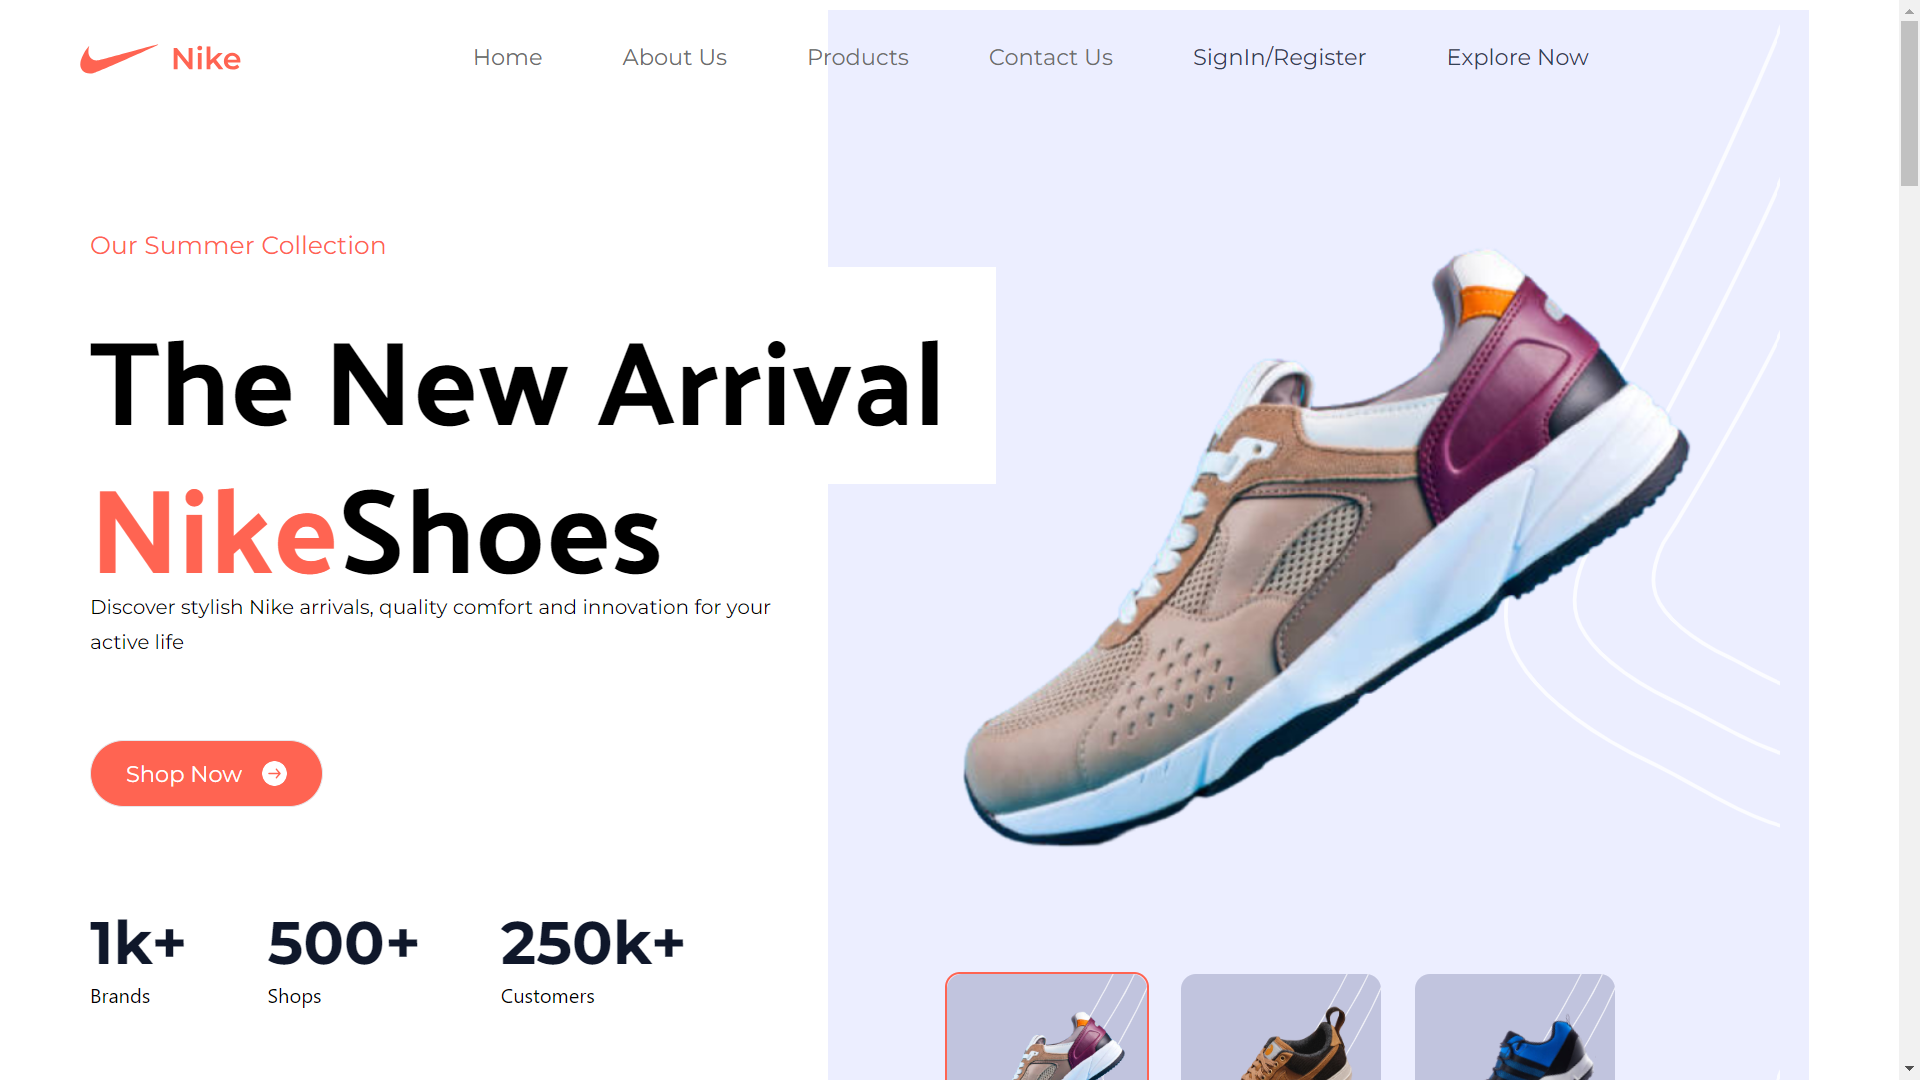 Nike
Home About Us Products Contact Us SignIn/Register Explore Now
Our Summer Collection
The New Arrival
NikeShoes
Discover stylish Nike arrivals, quality comfort and innovation for your
active life
Shop Now
1k+ 500+ 250k+
Brands Shops Customers